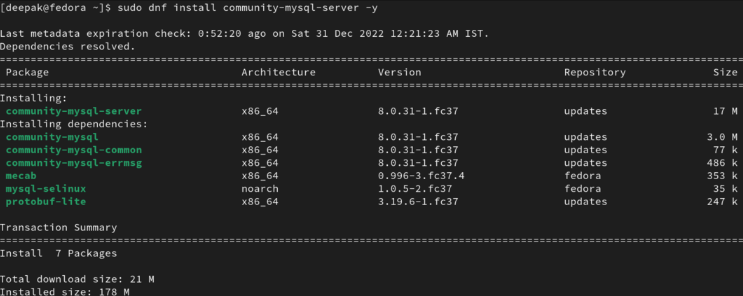 [deepak@fedora ~]$ sudo dnf install community-mysql-server -y
Last metadata expiration check: 0:52:20 ago on Sat 31 Dec 2022 12:21:23 AM IST.
Dependencies resolved.
================================================================================
Package Architecture Version Repository Size
================================================================================
Installing:
community-mysql-server x86_64 8.0.31-1.fc37 updates 17 M
Installing dependencies:
community-mysql x86_64 8.0.31-1.fc37 updates 3.0 M
community-mysql-common x86_64 8.0.31-1.fc37 updates 77 k
community-mysql-errmsg x86_64 8.0.31-1.fc37 updates 486 k
mecab x86_64 0.996-3.fc37.4 fedora 353 k
mysql-selinux noarch 1.0.5-2.fc37 fedora 35 k
protobuf-lite x86_64 3.19.6-1.fc37 updates 247 k
Transaction Summary
================================================================================
Install 7 Packages
Total download size: 21 M
Installed size: 178 M